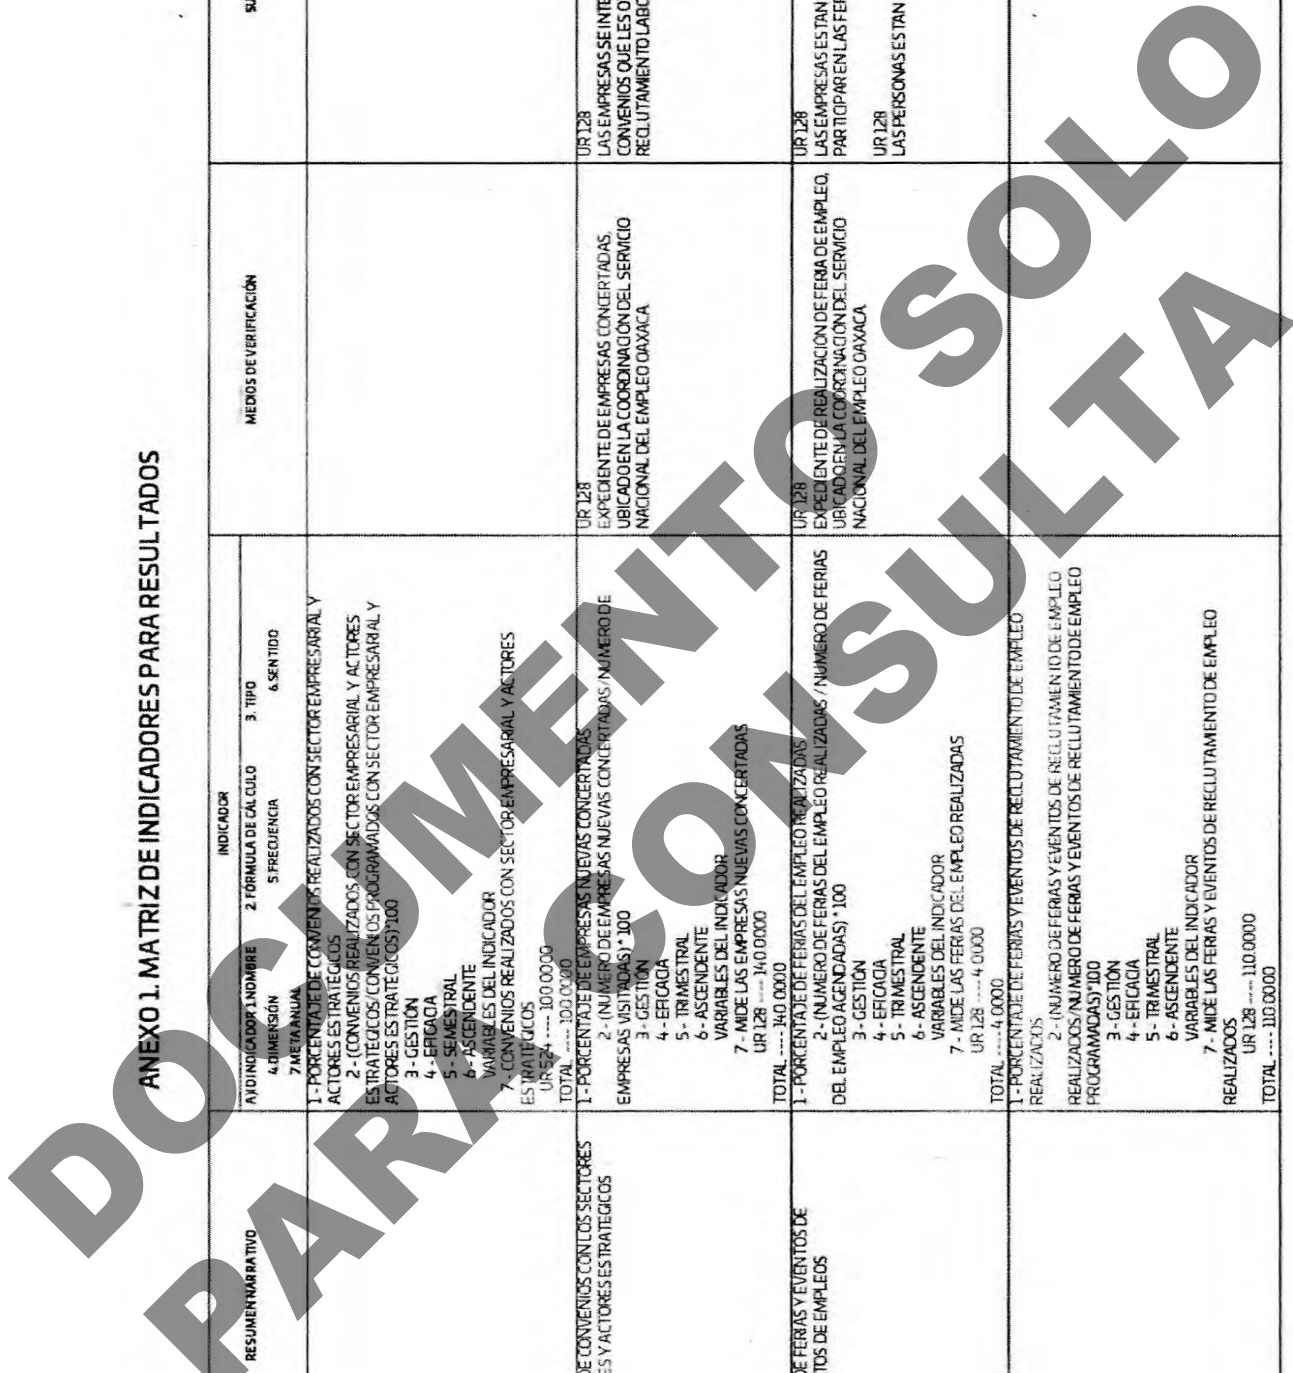 ANEXO 1. MATRIZ DE INDICADORES PARA RESULTADOS
RESUMEN NARRATIVO
INDICADOR
AXD INDICADOR 1.NOMBRE 2.FÓRMULA DE CÁLCULO 3. TIPO
4.DIMENSIÓN 5.FRECUENCIA 6.SENTIDO
7.META ANUAL
MEDIOS DE VERIFICACIÓN
SU
1 - PORCENTAJE DE CONVENIOS REALIZADOS CON SECTOR EMPRESARIAL Y
ACTORES ESTRATEGICOS
2 - (CONVENIOS REALIZADOS CON SECTOR EMPRESARIAL Y ACTORES
ESTRATEGICOS/CONVENIOS PROGRAMADOS CON SECTOR EMPRESARIAL Y
ACTORES ESTRATEGICOS)*100
3 - GESTIÓN
4 - EFICACIA
5 - SEMESTRAL
6 - ASCENDENTE
VARIABLES DEL INDICADOR
7 - CONVENIOS REALIZADOS CON SECTOR EMPRESARIAL Y ACTORES
ESTRATEGICOS
UR 524 ---- 10.0.0000
TOTAL ---- 10.0.0000
DE CONVENIOS CON LOS SECTORES
ES Y ACTORES ESTRATEGICOS
1 - PORCENTAJE DE EMPRESAS NUEVAS CONCERTADAS
2 - (NUMERO DE EMPRESAS NUEVAS CONCERTADAS/NUMERO DE
EMPRESAS VISITADAS) * 100
3 - GESTIÓN
4 - EFICACIA
5 - TRIMESTRAL
6 - ASCENDENTE
VARIABLES DEL INDICADOR
7 - MIDE LAS EMPRESAS NUEVAS CONCERTADAS
UR 128 ---- 140.0000
TOTAL ---- 140.0000
UR 128
EXPEDIENTE DE EMPRESAS CONCERTADAS,
UBICADO EN LA COORDINACIÓN DEL SERVICIO
NACIONAL DEL EMPLEO OAXACA
UR 128
LAS EMPRESAS SE INTE
CONVENIOS QUE LES O
RECLUTAMIENTO LABO
DE FERIAS Y EVENTOS DE
TOS DE EMPLEOS
1 - PORCENTAJE DE FERIAS DEL EMPLEO REALIZADAS
2 - (NUMERO DE FERIAS DEL EMPLEO REALIZADAS / NUMERO DE FERIAS
DEL EMPLEO AGENDADAS) * 100
3 - GESTIÓN
4 - EFICACIA
5 - TRIMESTRAL
6 - ASCENDENTE
VARIABLES DEL INDICADOR
7 - MIDE LAS FERIAS DEL EMPLEO REALIZADAS
UR 128 ---- 4.0000
TOTAL ---- 4.0000
UR 128
EXPEDIENTE DE REALIZACIÓN DE FERIA DE EMPLEO,
UBICADO EN LA COORDINACIÓN DEL SERVICIO
NACIONAL DEL EMPLEO OAXACA
UR 128
LAS EMPRESAS ESTAN
PARTICIPAR EN LAS FER
UR 128
LAS PERSONAS ESTAN
1 - PORCENTAJE DE FERIAS Y EVENTOS DE RECLUTAMIENTO DE EMPLEO
REALIZADOS
2 - (NUMERO DE FERIAS Y EVENTOS DE RECLUTAMIENTO DE EMPLEO
REALIZADOS/NUMERO DE FERIAS Y EVENTOS DE RECLUTAMIENTO DE EMPLEO
PROGRAMADAS)*100
3 - GESTIÓN
4 - EFICACIA
5 - TRIMESTRAL
6 - ASCENDENTE
VARIABLES DEL INDICADOR
7 - MIDE LAS FERIAS Y EVENTOS DE RECLUTAMIENTO DE EMPLEO
REALIZADOS
UR 128 ---- 110.0000
TOTAL ---- 110.0000
DOCUMENTO SOLO
PARA CONSULTA